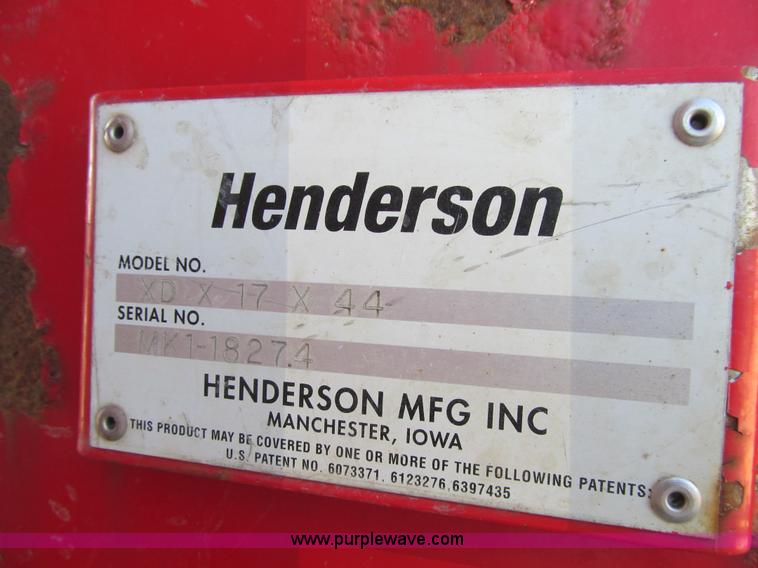 Henderson
MODEL NO.
XD X 17 X 44
SERIAL NO.
MK1-18274
HENDERSON MFG INC
MANCHESTER, IOWA
THIS PRODUCT MAY BE COVERED BY ONE OR MORE OF THE FOLLOWING PATENTS:
U.S. PATENT NO. 6073371, 6123276,6397435
www.purplewave.com